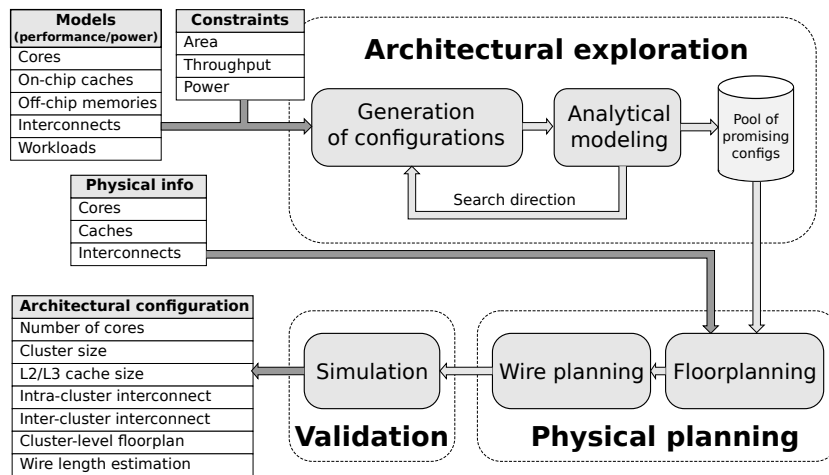 Models
(performance/power)
Cores
On-chip caches
Off-chip memories
Interconnects
Workloads
Constraints
Area
Throughput
Power
Architectural exploration
Generation
of configurations
Analytical
modeling
Pool of
promising
configs
Search direction
Physical info
Cores
Caches
Interconnects
Architectural configuration
Number of cores
Cluster size
L2/L3 cache size
Intra-cluster interconnect
Inter-cluster interconnect
Cluster-level floorplan
Wire length estimation
Simulation
Validation
Wire planning
Floorplanning
Physical planning